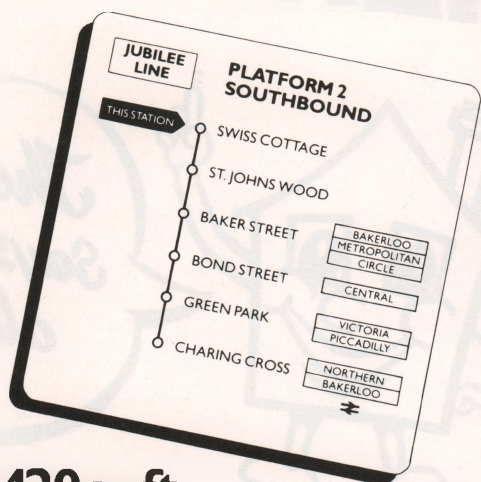 JUBILEE
LINE
PLATFORM 2
SOUTHBOUND
THIS STATION
SWISS COTTAGE
ST. JOHNS WOOD
BAKER STREET
BAKERLOO
METROPOLITAN
CIRCLE
BOND STREET
CENTRAL
GREEN PARK
VICTORIA
PICCADILLY
CHARING CROSS
NORTHERN
BAKERLOO